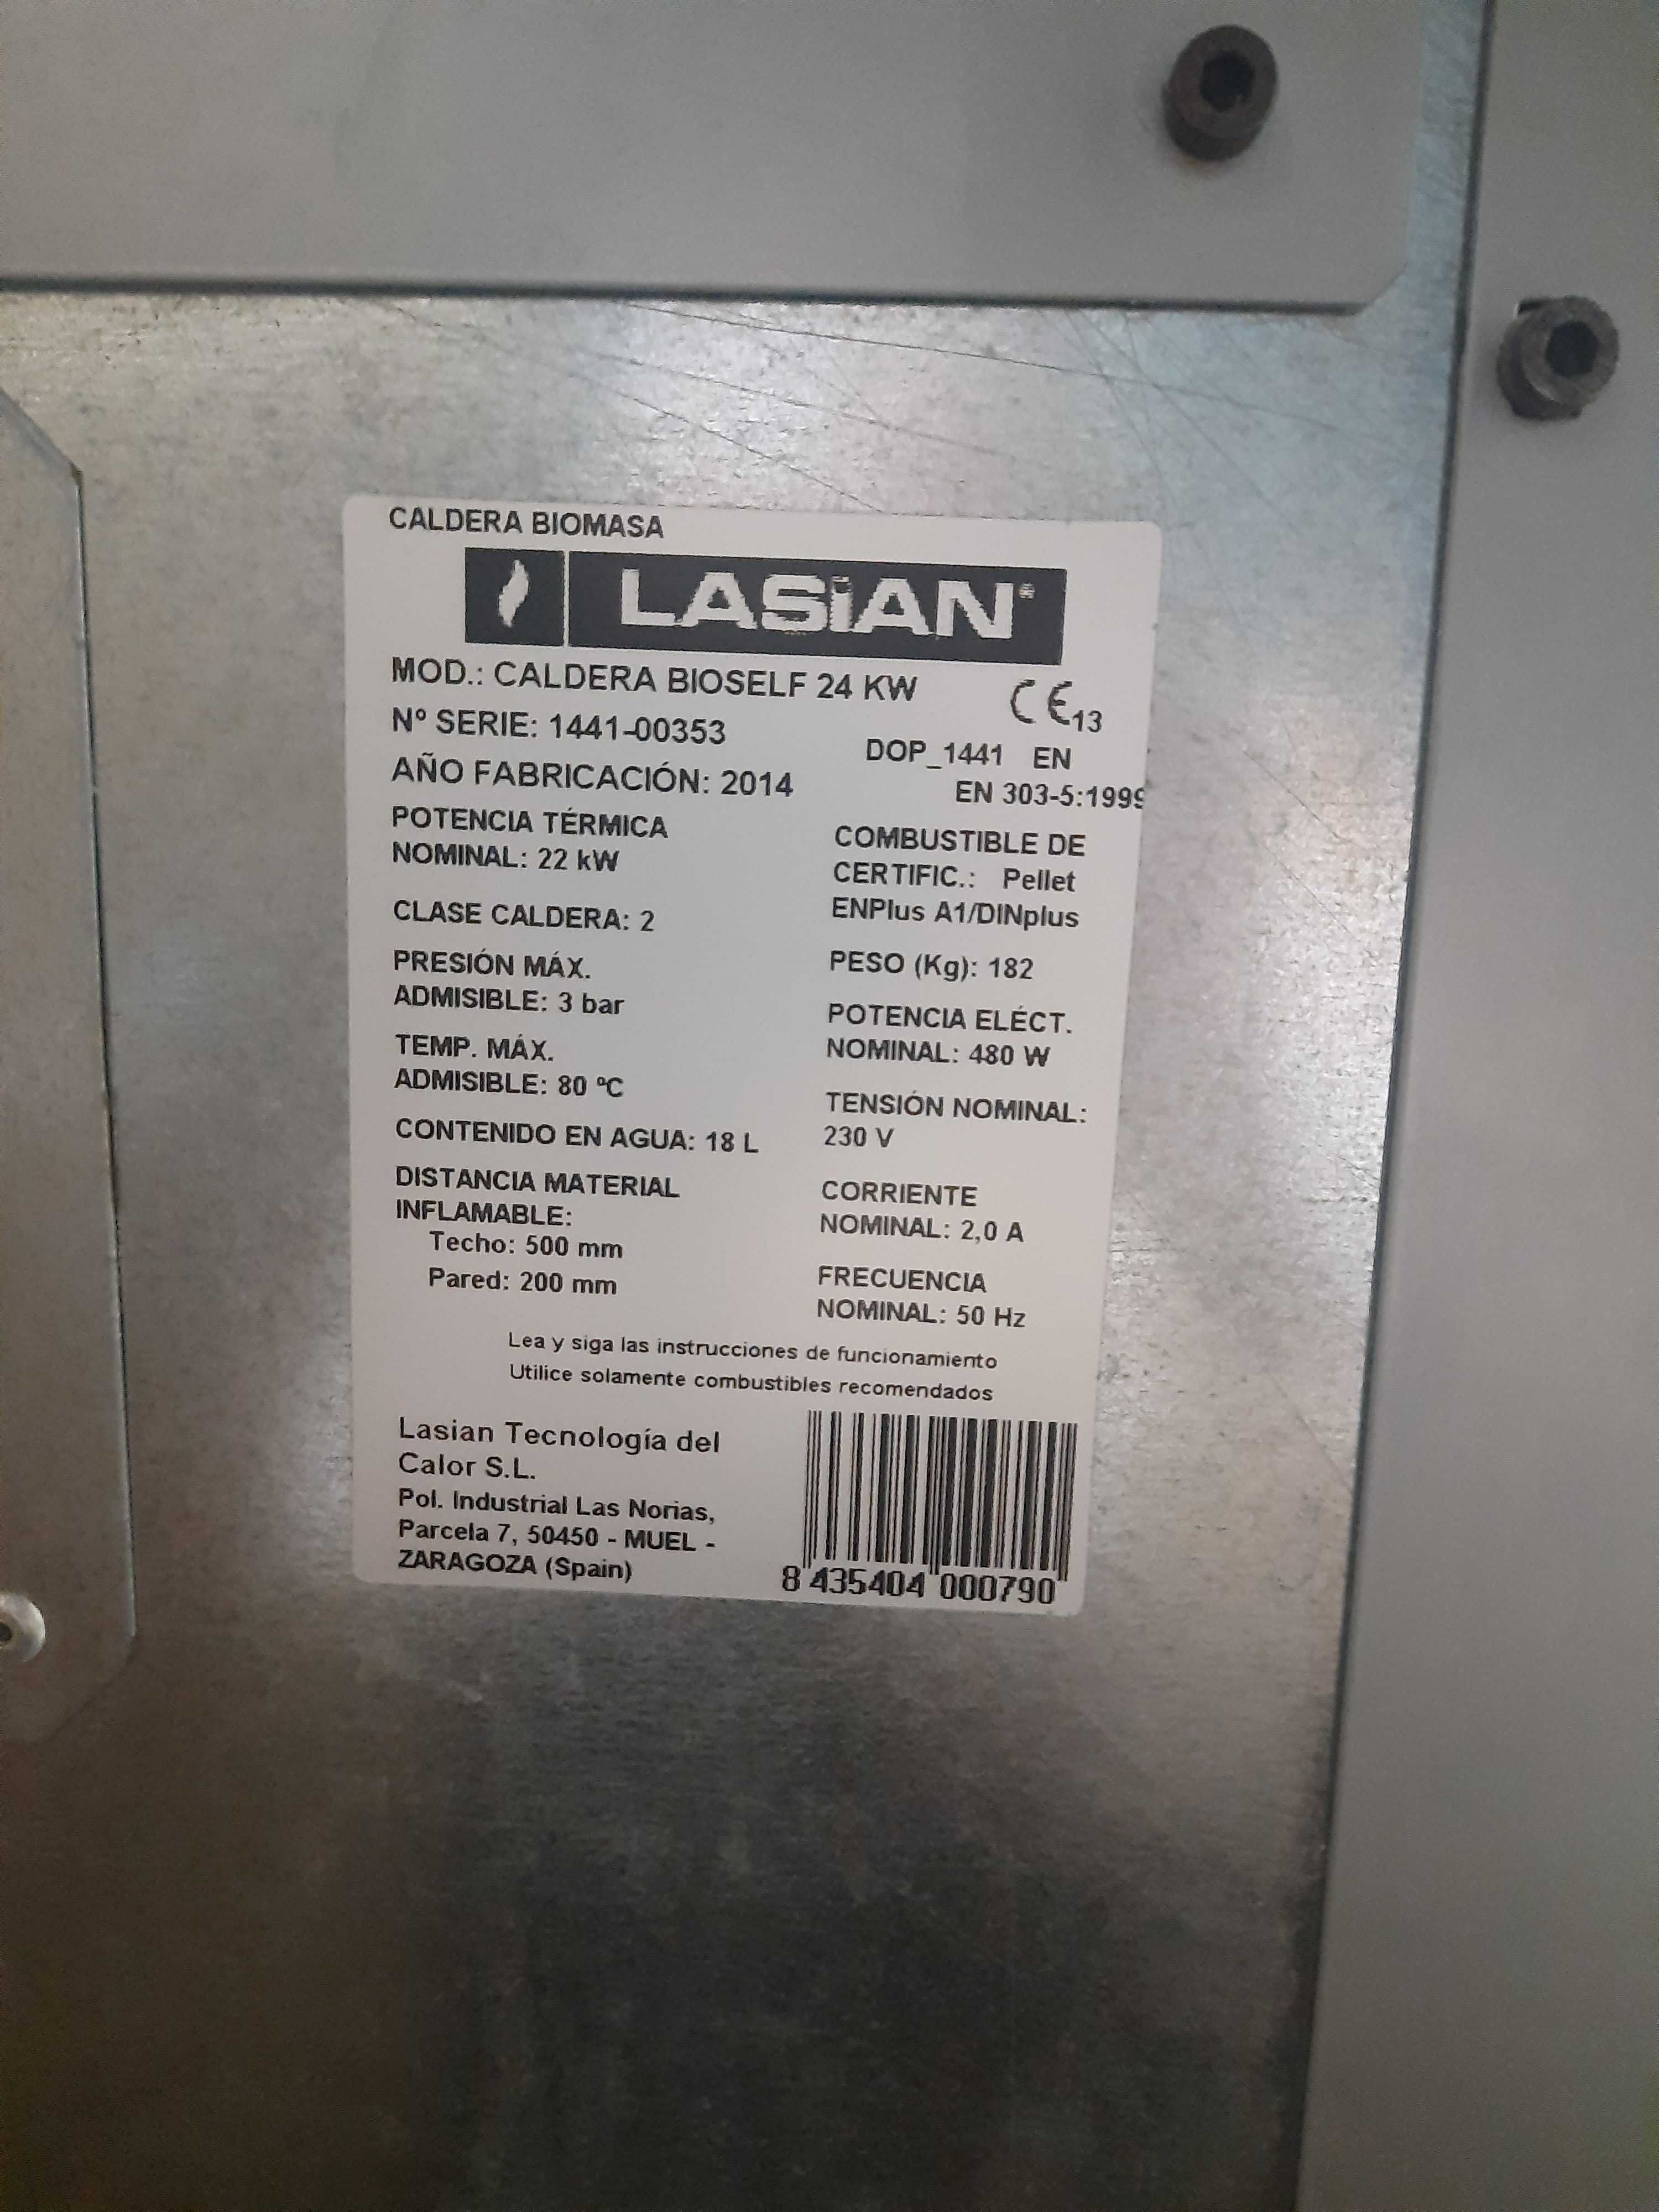 CALDERA BIOMASA
LASiAN®
MOD.: CALDERA BIOSELF 24 KW
CE13
Nº SERIE: 1441-00353
DOP_1441 EN
AÑO FABRICACIÓN: 2014
EN 303-5:1999
POTENCIA TÉRMICA
NOMINAL: 22 kW
CLASE CALDERA: 2
PRESIÓN MÁX.
ADMISIBLE: 3 bar
TEMP. MÁX.
ADMISIBLE: 80 ºC
CONTENIDO EN AGUA: 18 L
DISTANCIA MATERIAL
INFLAMABLE:
Techo: 500 mm
Pared: 200 mm
COMBUSTIBLE DE
CERTIFIC.: Pellet
ENPlus A1/DINplus
PESO (Kg): 182
POTENCIA ELÉCT.
NOMINAL: 480 W
TENSIÓN NOMINAL:
230 V
CORRIENTE
NOMINAL: 2,0 A
FRECUENCIA
NOMINAL: 50 Hz
Lea y siga las instrucciones de funcionamiento
Utilice solamente combustibles recomendados
Lasian Tecnología del
Calor S.L.
Pol. Industrial Las Norias,
Parcela 7, 50450 - MUEL -
ZARAGOZA (Spain)
8 435404 000790